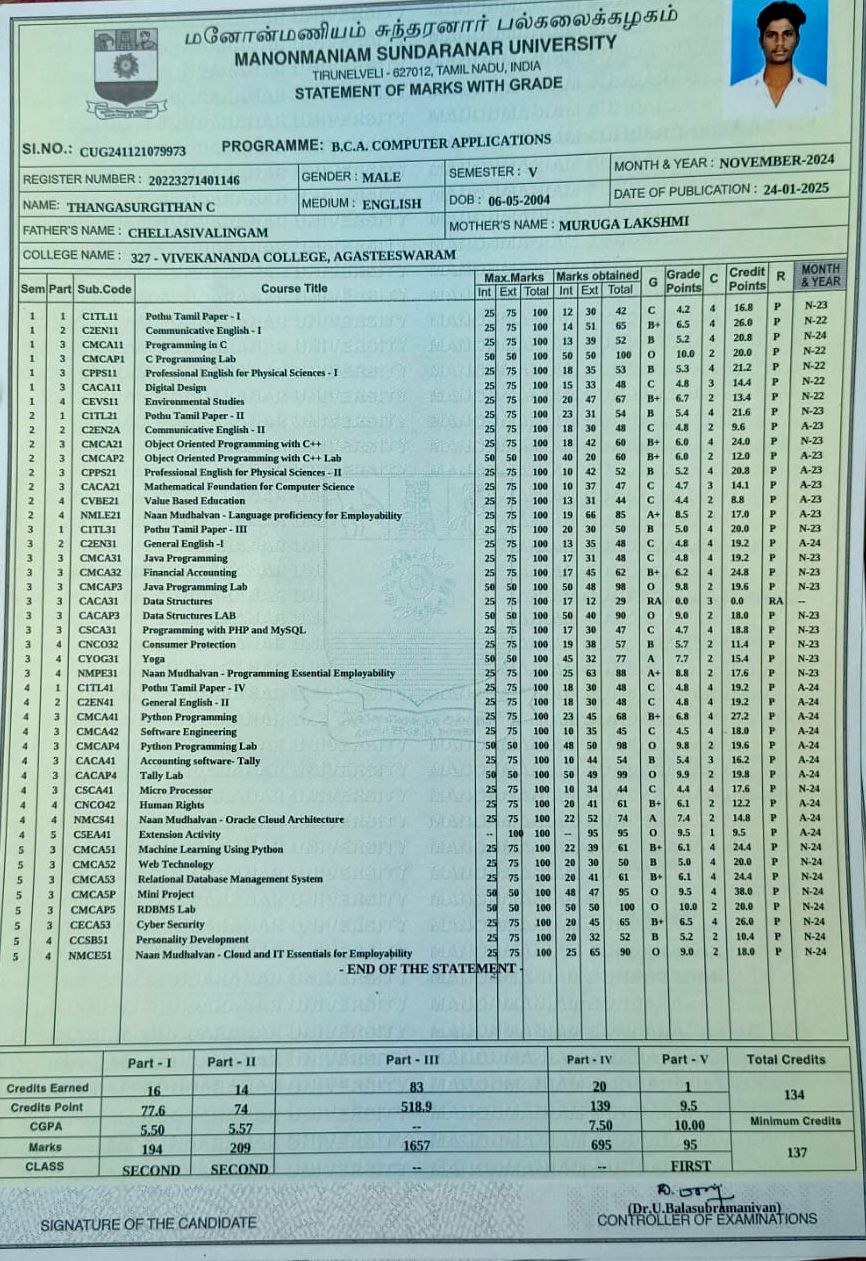 மனோன்மணியம் சுந்தரனார் பல்கலைக்கழகம்
MANONMANIAM SUNDARANAR UNIVERSITY
TIRUNELVELI - 627012, TAMIL NADU, INDIA
STATEMENT OF MARKS WITH GRADE
SI.NO.: CUG241121079973 PROGRAMME: B.C.A. COMPUTER APPLICATIONS
REGISTER NUMBER : 20223271401146 GENDER : MALE SEMESTER : V MONTH & YEAR : NOVEMBER-2024
NAME: THANGASURGITHAN C MEDIUM : ENGLISH DOB : 06-05-2004 DATE OF PUBLICATION : 24-01-2025
FATHER'S NAME : CHELLASIVALINGAM MOTHER'S NAME : MURUGA LAKSHMI
COLLEGE NAME : 327 - VIVEKANANDA COLLEGE, AGASTEESWARAM
Sem Part Sub.Code Course Title Max.Marks Marks obtained G Grade Points C Credit Points R MONTH & YEAR
Int Ext Total Int Ext Total
1 1 C1TL11 Pothu Tamil Paper - I 25 75 100 12 30 42 C 4.2 4 16.8 P N-23
1 2 C2EN11 Communicative English - I 25 75 100 14 51 65 B+ 6.5 4 26.0 P N-22
1 3 CMCA11 Programming in C 25 75 100 13 39 52 B 5.2 4 20.8 P N-24
1 3 CMCAP1 C Programming Lab 50 50 100 50 50 100 O 10.0 2 20.0 P N-22
1 3 CPPS11 Professional English for Physical Sciences - I 25 75 100 18 35 53 B 5.3 4 21.2 P N-22
1 3 CACA11 Digital Design 25 75 100 15 33 48 C 4.8 3 14.4 P N-22
1 4 CEVS11 Environmental Studies 25 75 100 20 47 67 B+ 6.7 2 13.4 P N-22
2 1 C1TL21 Pothu Tamil Paper - II 25 75 100 23 31 54 B 5.4 4 21.6 P N-23
2 2 C2EN2A Communicative English - II 25 75 100 18 30 48 C 4.8 2 9.6 P A-23
2 3 CMCA21 Object Oriented Programming with C++ 25 75 100 18 42 60 B+ 6.0 4 24.0 P N-23
2 3 CMCAP2 Object Oriented Programming with C++ Lab 50 50 100 40 20 60 B+ 6.0 2 12.0 P A-23
2 3 CPPS21 Professional English for Physical Sciences - II 25 75 100 10 42 52 B 5.2 4 20.8 P A-23
2 3 CACA21 Mathematical Foundation for Computer Science 25 75 100 10 37 47 C 4.7 3 14.1 P A-23
2 4 CVBE21 Value Based Education 25 75 100 13 31 44 C 4.4 2 8.8 P A-23
2 4 NMLE21 Naan Mudhalvan - Language proficiency for Employability 25 75 100 19 66 85 A+ 8.5 2 17.0 P A-23
3 1 C1TL31 Pothu Tamil Paper - III 25 75 100 20 30 50 B 5.0 4 20.0 P N-23
3 2 C2EN31 General English -I 25 75 100 13 35 48 C 4.8 4 19.2 P A-24
3 3 CMCA31 Java Programming 25 75 100 17 31 48 C 4.8 4 19.2 P N-23
3 3 CMCA32 Financial Accounting 25 75 100 17 45 62 B+ 6.2 4 24.8 P N-23
3 3 CMCAP3 Java Programming Lab 50 50 100 50 48 98 O 9.8 2 19.6 P N-23
3 3 CACA31 Data Structures 25 75 100 17 12 29 RA 0.0 3 0.0 RA --
3 3 CACAP3 Data Structures LAB 50 50 100 50 40 90 O 9.0 2 18.0 P N-23
3 3 CSCA31 Programming with PHP and MySQL 25 75 100 17 30 47 C 4.7 4 18.8 P N-23
3 4 CNCO32 Consumer Protection 25 75 100 19 38 57 B 5.7 2 11.4 P N-23
3 4 CYOG31 Yoga 50 50 100 45 32 77 A 7.7 2 15.4 P N-23
3 4 NMPE31 Naan Mudhalvan - Programming Essential Employability 25 75 100 25 63 88 A+ 8.8 2 17.6 P N-23
4 1 C1TL41 Pothu Tamil Paper - IV 25 75 100 18 30 48 C 4.8 4 19.2 P A-24
4 2 C2EN41 General English - II 25 75 100 18 30 48 C 4.8 4 19.2 P A-24
4 3 CMCA41 Python Programming 25 75 100 23 45 68 B+ 6.8 4 27.2 P A-24
4 3 CMCA42 Software Engineering 25 75 100 10 35 45 C 4.5 4 18.0 P A-24
4 3 CMCAP4 Python Programming Lab 50 50 100 48 50 98 O 9.8 2 19.6 P A-24
4 3 CACA41 Accounting software- Tally 25 75 100 10 44 54 B 5.4 3 16.2 P A-24
4 3 CACAP4 Tally Lab 50 50 100 50 49 99 O 9.9 2 19.8 P A-24
4 3 CSCA41 Micro Processor 25 75 100 10 34 44 C 4.4 4 17.6 P N-24
4 4 CNCO42 Human Rights 25 75 100 20 41 61 B+ 6.1 2 12.2 P A-24
4 4 NMCS41 Naan Mudhalvan - Oracle Cloud Architecture 25 75 100 22 52 74 A 7.4 2 14.8 P A-24
4 5 C5EA41 Extension Activity -- 100 100 -- 95 95 O 9.5 1 9.5 P A-24
5 3 CMCA51 Machine Learning Using Python 25 75 100 22 39 61 B+ 6.1 4 24.4 P N-24
5 3 CMCA52 Web Technology 25 75 100 20 30 50 B 5.0 4 20.0 P N-24
5 3 CMCA53 Relational Database Management System 25 75 100 20 41 61 B+ 6.1 4 24.4 P N-24
5 3 CMCA5P Mini Project 50 50 100 48 47 95 O 9.5 4 38.0 P N-24
5 3 CMCAP5 RDBMS Lab 50 50 100 50 50 100 O 10.0 2 20.0 P N-24
5 3 CECA53 Cyber Security 25 75 100 20 45 65 B+ 6.5 4 26.0 P N-24
5 4 CCSB51 Personality Development 25 75 100 20 32 52 B 5.2 2 10.4 P N-24
5 4 NMCE51 Naan Mudhalvan - Cloud and IT Essentials for Employability 25 75 100 25 65 90 O 9.0 2 18.0 P N-24
- END OF THE STATEMENT -
Part - I Part - II Part - III Part - IV Part - V Total Credits
Credits Earned 16 14 83 20 1 134
Credits Point 77.6 74 518.9 139 9.5
CGPA 5.50 5.57 -- 7.50 10.00 Minimum Credits
Marks 194 209 1657 695 95 137
CLASS SECOND SECOND -- -- FIRST
(Dr.U.Balasubramaniyan)
SIGNATURE OF THE CANDIDATE CONTROLLER OF EXAMINATIONS